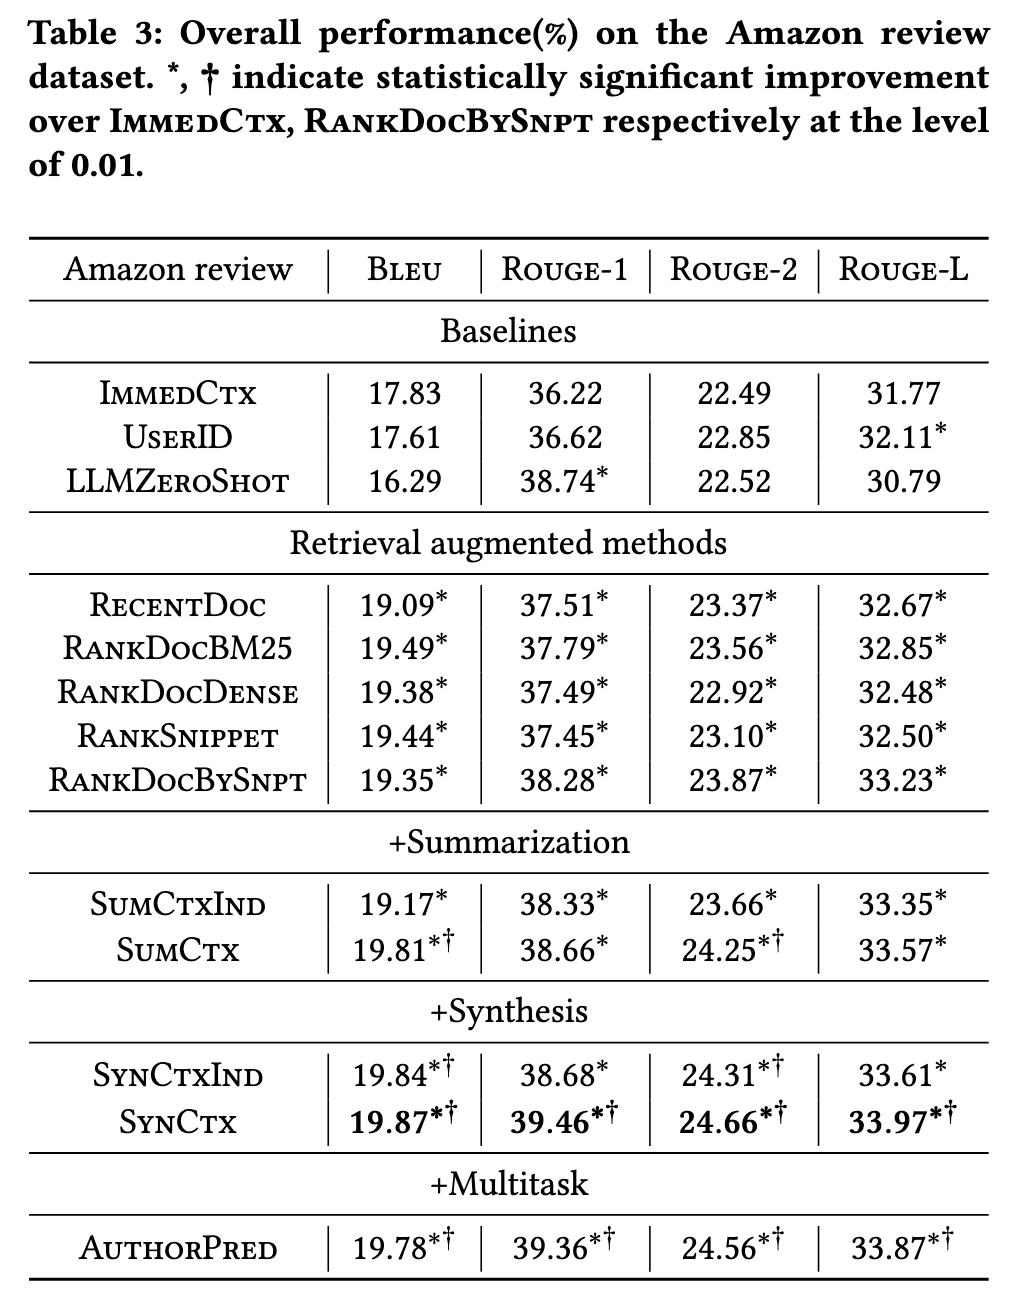 Table 3: Overall performance(%) on the Amazon review
dataset. *, † indicate statistically significant improvement
over ImmedCtx, RankDocBySnpt respectively at the level
of 0.01.
Amazon review Bleu Rouge-1 Rouge-2 Rouge-L
Baselines
ImmedCtx 17.83 36.22 22.49 31.77
UserID 17.61 36.62 22.85 32.11*
LLMZeroShot 16.29 38.74* 22.52 30.79
Retrieval augmented methods
RecentDoc 19.09* 37.51* 23.37* 32.67*
RankDocBM25 19.49* 37.79* 23.56* 32.85*
RankDocDense 19.38* 37.49* 22.92* 32.48*
RankSnippet 19.44* 37.45* 23.10* 32.50*
RankDocBySnpt 19.35* 38.28* 23.87* 33.23*
+Summarization
SumCtxInd 19.17* 38.33* 23.66* 33.35*
SumCtx 19.81*† 38.66* 24.25*† 33.57*
+Synthesis
SynCtxInd 19.84*† 38.68* 24.31*† 33.61*
SynCtx 19.87*† 39.46*† 24.66*† 33.97*†
+Multitask
AuthorPred 19.78*† 39.36*† 24.56*† 33.87*†